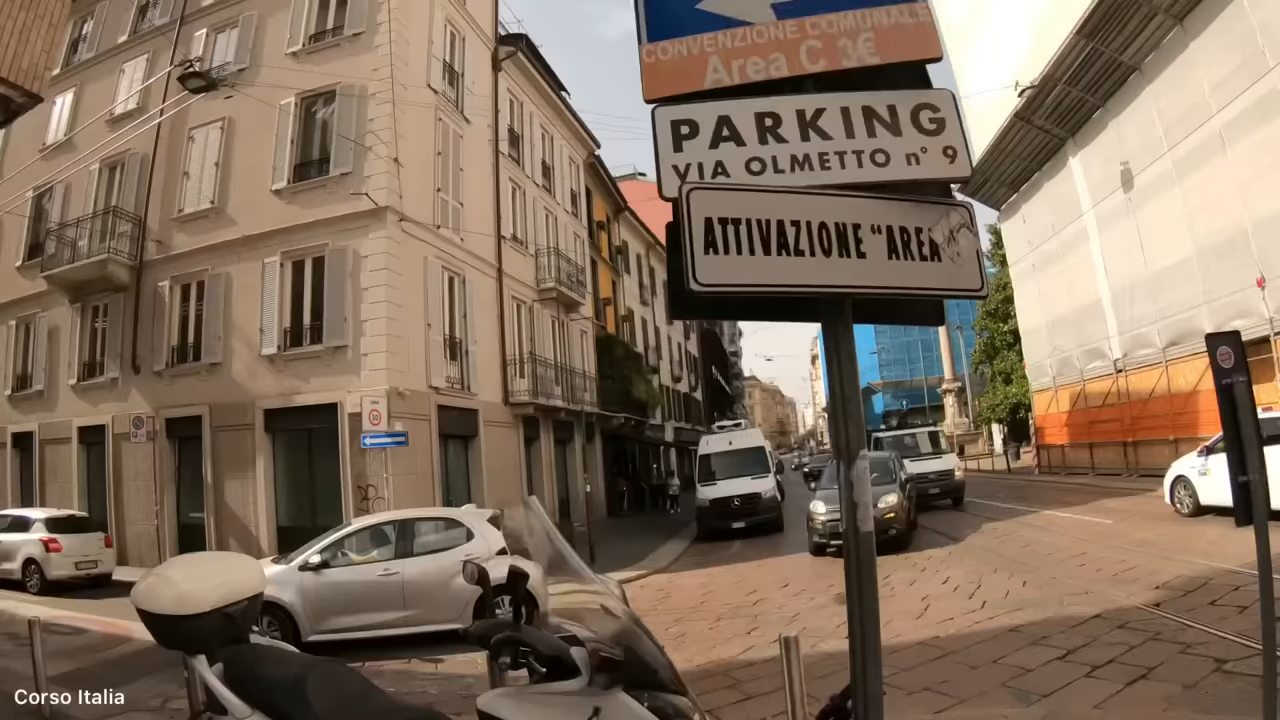 CONVENZIONE COMUNALE
Area C 3€
PARKING
VIA OLMETTO n° 9
ATTIVAZIONE "AREA
30
Corso Italia